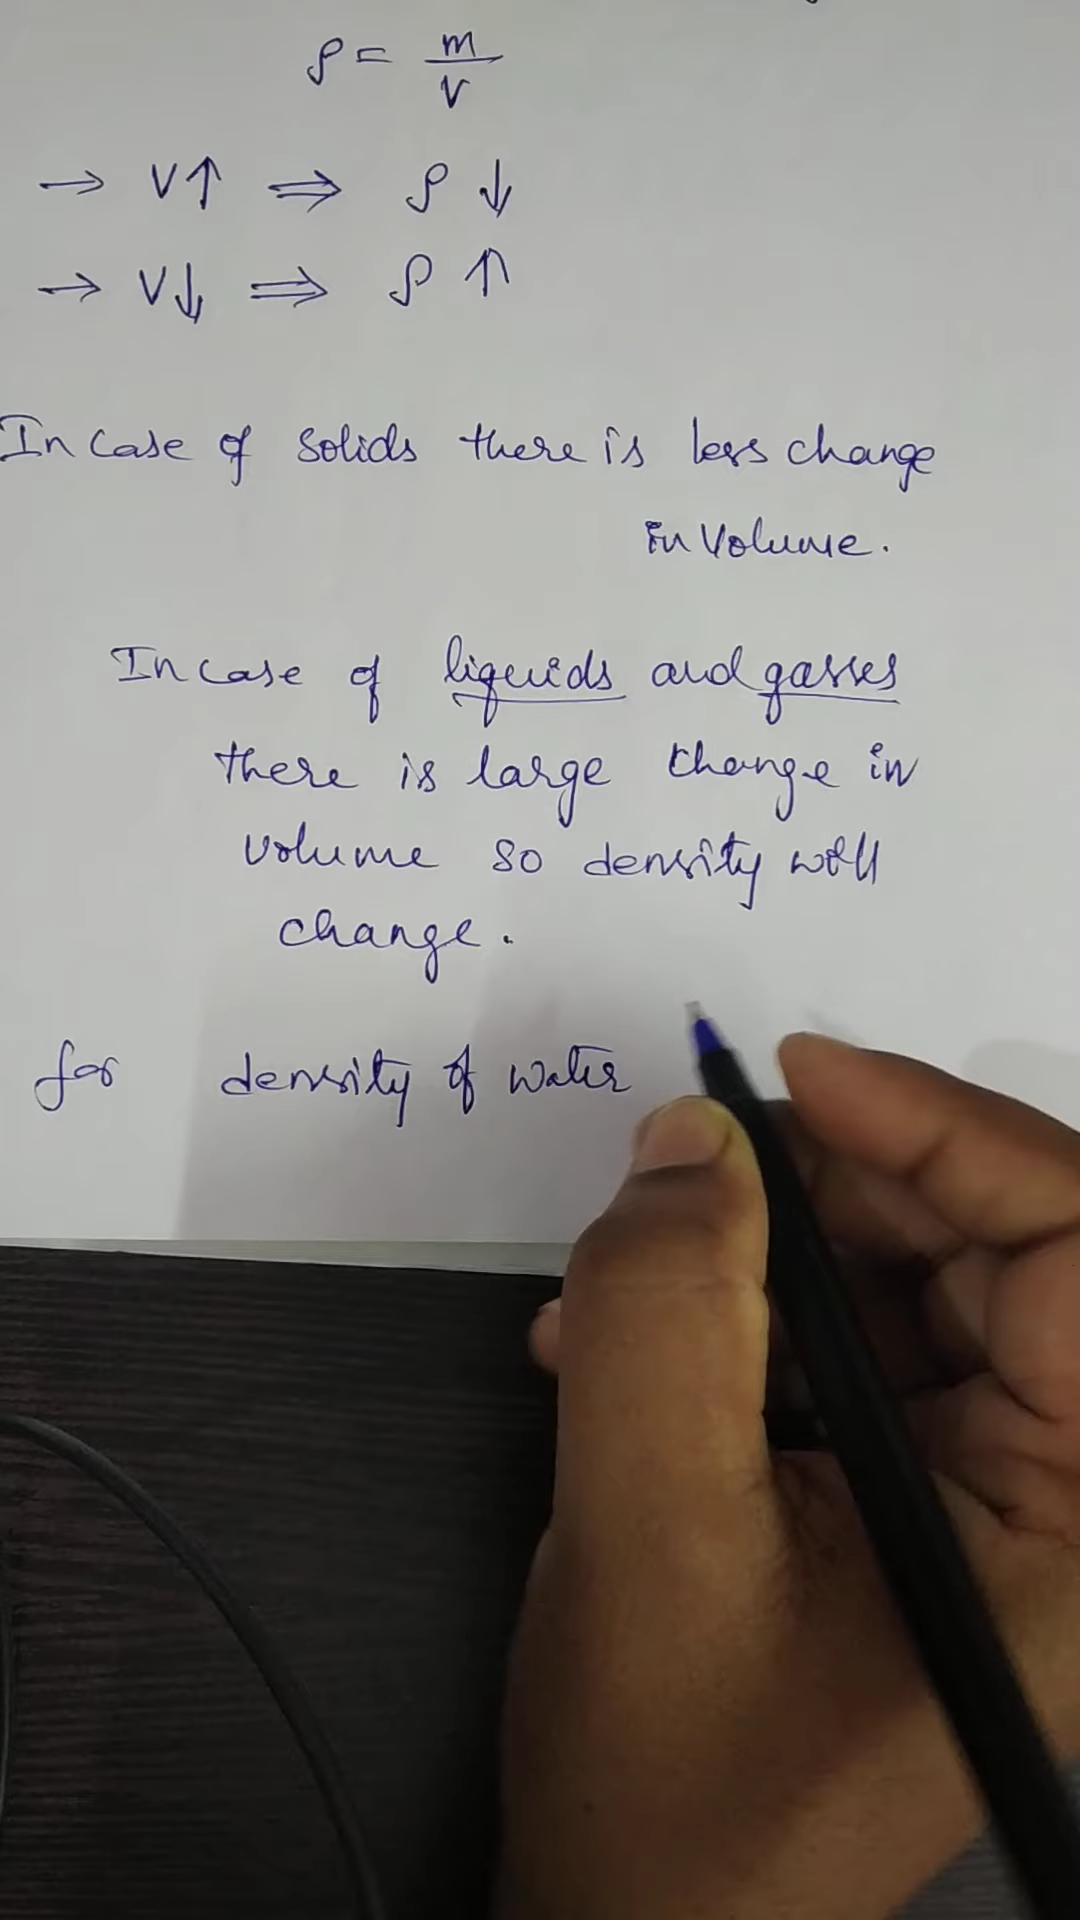 ρ = m/V
→ V↑ ⇒ ρ ↓
→ V↓ ⇒ ρ ↑
In case of solids there is less change
in volume.
In case of liquids and gasses
there is large change in
volume so density will
change.
for density of water